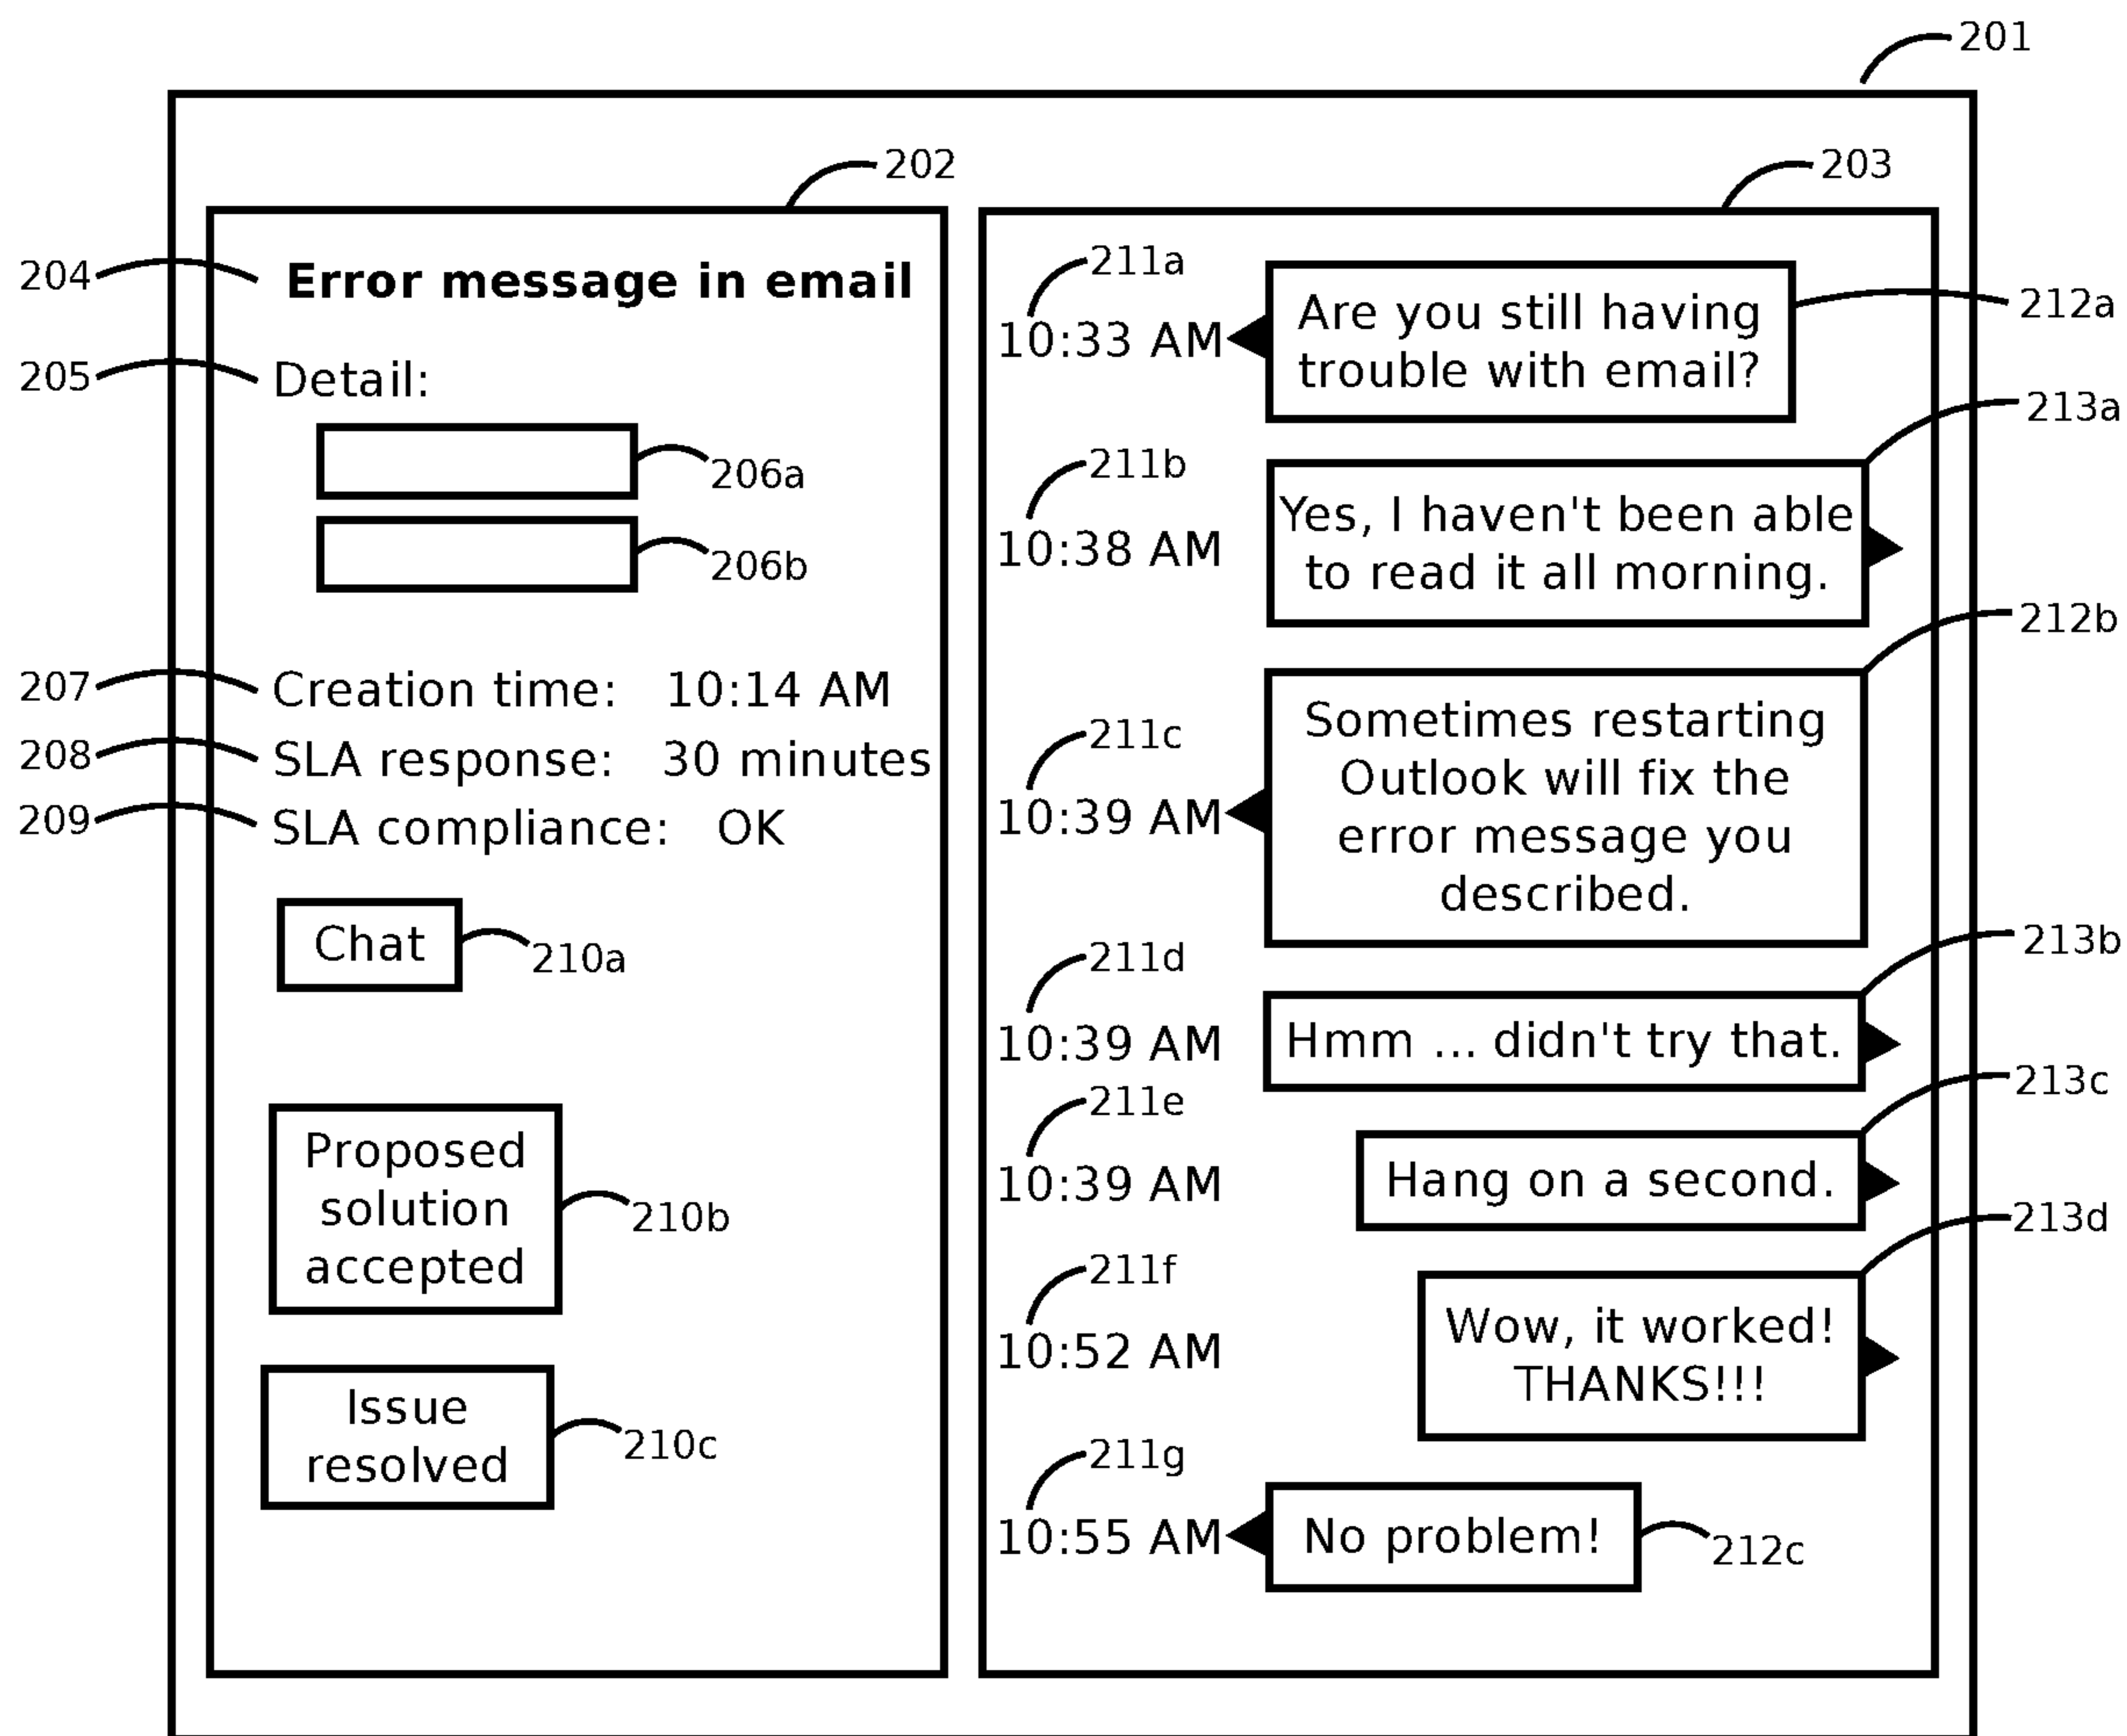 201
202
203
204
Error message in email
205
Detail:
206a
206b
207
Creation time: 10:14 AM
208
SLA response: 30 minutes
209
SLA compliance: OK
Chat
210a
Proposed
solution
accepted
210b
Issue
resolved
210c
211a
10:33 AM
Are you still having
trouble with email?
212a
211b
10:38 AM
Yes, I haven't been able
to read it all morning.
213a
211c
10:39 AM
Sometimes restarting
Outlook will fix the
error message you
described.
212b
211d
10:39 AM
Hmm ... didn't try that.
213b
211e
10:39 AM
Hang on a second.
213c
211f
10:52 AM
Wow, it worked!
THANKS!!!
213d
211g
10:55 AM
No problem!
212c